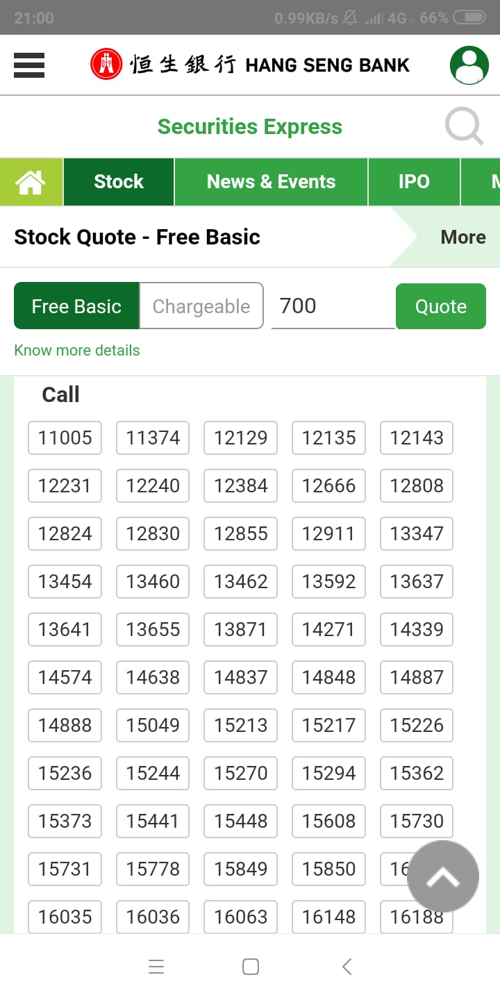 21:00 0.99KB/s 4G 66%
恒生銀行 HANG SENG BANK
Securities Express
Stock News & Events IPO
Stock Quote - Free Basic More
Free Basic Chargeable 700 Quote
Know more details
Call
11005 11374 12129 12135 12143
12231 12240 12384 12666 12808
12824 12830 12855 12911 13347
13454 13460 13462 13592 13637
13641 13655 13871 14271 14339
14574 14638 14837 14848 14887
14888 15049 15213 15217 15226
15236 15244 15270 15294 15362
15373 15441 15448 15608 15730
15731 15778 15849 15850
16035 16036 16063 16148 16188